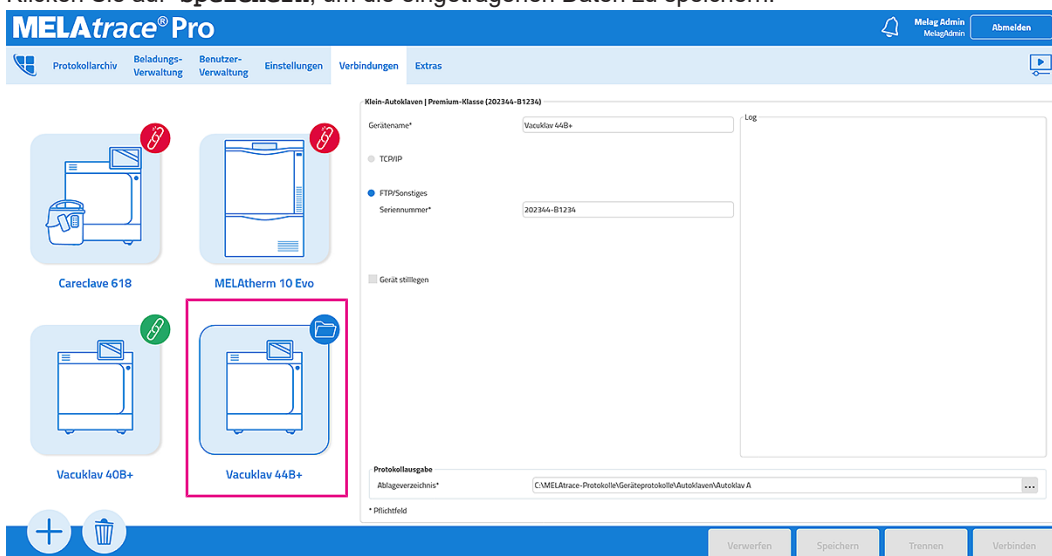 Klicken Sie auf Speichern, um die eingetragenen Daten zu speichern.
MELAtrace® Pro
Melag Admin
MelagAdmin
Abmelden
Protokollarchiv
Beladungs-
Verwaltung
Benutzer-
Verwaltung
Einstellungen
Verbindungen
Extras
Klein-Autoklaven | Premium-Klasse (202344-B1234)
Gerätename*
Vacuklav 44B+
Log
TCP/IP
FTP/Sonstiges
Seriennummer*
202344-B1234
Gerät stilllegen
Careclave 618
MELAtherm 10 Evo
Vacuklav 40B+
Vacuklav 44B+
Protokollausgabe
Ablageverzeichnis*
C:\MELAtrace-Protokolle\Geräteprotokolle\Autoklaven\Autoklav A
...
* Pflichtfeld
Verwerfen
Speichern
Trennen
Verbinden